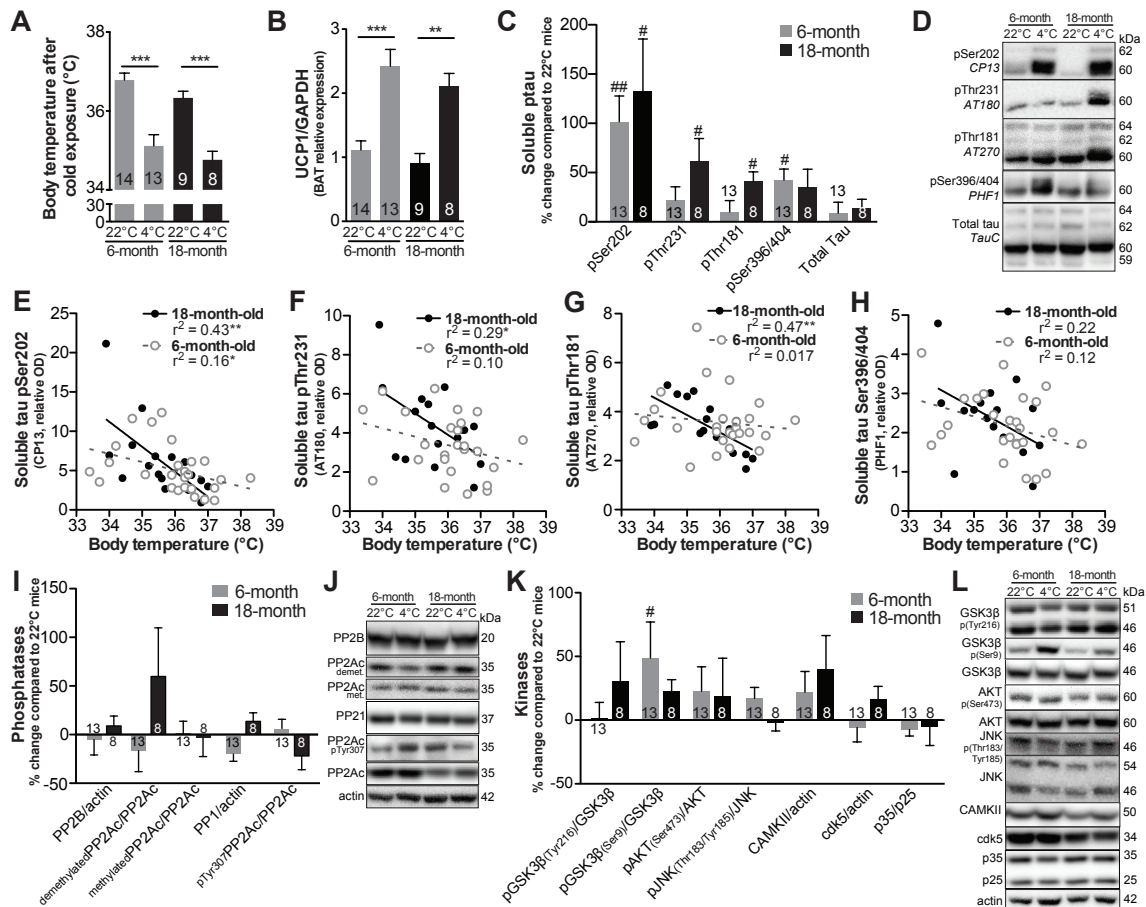 A
Body temperature after
cold exposure (°C)
38
36
34
30
0
***
***
14
13
9
8
22°C 4°C 22°C 4°C
6-month 18-month
B
UCP1/GAPDH
(BAT relative expression)
3
2
1
0
***
**
14
13
9
8
22°C 4°C 22°C 4°C
6-month 18-month
C
Soluble ptau
% change compared to 22°C mice
200
150
100
50
0
6-month
18-month
##
#
#
#
#
13
8
13
8
13
8
13
8
13
8
pSer202
pThr231
pThr181
pSer396/404
Total Tau
D
6-month 18-month
22°C 4°C 22°C 4°C
kDa
pSer202
CP13
62
60
pThr231
AT180
60
pThr181
AT270
64
62
60
pSer396/404
PHF1
60
Total tau
TauC
64
62
60
59
E
Soluble tau pSer202
(CP13, relative OD)
25
20
15
10
5
0
18-month-old
r2 = 0.43**
6-month-old
r2 = 0.16*
33 34 35 36 37 38 39
Body temperature (°C)
F
Soluble tau pThr231
(AT180, relative OD)
10
8
6
4
2
0
18-month-old
r2 = 0.29*
6-month-old
r2 = 0.10
33 34 35 36 37 38 39
Body temperature (°C)
G
Soluble tau pThr181
(AT270, relative OD)
8
6
4
2
0
18-month-old
r2 = 0.47**
6-month-old
r2 = 0.017
33 34 35 36 37 38 39
Body temperature (°C)
H
Soluble tau Ser396/404
(PHF1, relative OD)
5
4
3
2
1
0
18-month-old
r2 = 0.22
6-month-old
r2 = 0.12
33 34 35 36 37 38 39
Body temperature (°C)
I
Phosphatases
% change compared to 22°C mice
150
100
50
0
-50
6-month
18-month
13
8
13
8
13
8
13
8
13
8
PP2B/actin
demethylatedPP2Ac/PP2Ac
methylatedPP2Ac/PP2Ac
PP1/actin
pTyr307PP2Ac/PP2Ac
J
6-month 18-month
22°C 4°C 22°C 4°C
kDa
PP2B 20
PP2Ac
demet.
35
PP2Ac
met.
35
PP21 37
PP2Ac
pTyr307
35
PP2Ac 35
actin 42
K
Kinases
% change compared to 22°C mice
100
50
0
-50
6-month
18-month
#
13
8
13
8
13
8
13
8
13
8
13
8
13
8
pGSK3β(Tyr216)/GSK3β
pGSK3β(Ser9)/GSK3β
pAKT(Ser473)/AKT
pJNK(Thr183/Tyr185)/JNK
CAMKII/actin
cdk5/actin
p35/p25
L
6-month 18-month
22°C 4°C 22°C 4°C
kDa
GSK3β
p(Tyr216)
51
46
GSK3β
p(Ser9)
46
GSK3β 46
AKT
p(Ser473)
60
AKT 60
JNK
p(Thr183/
Tyr185)
46
54
JNK
46
CAMKII 50
cdk5 34
p35 35
p25 25
actin 42